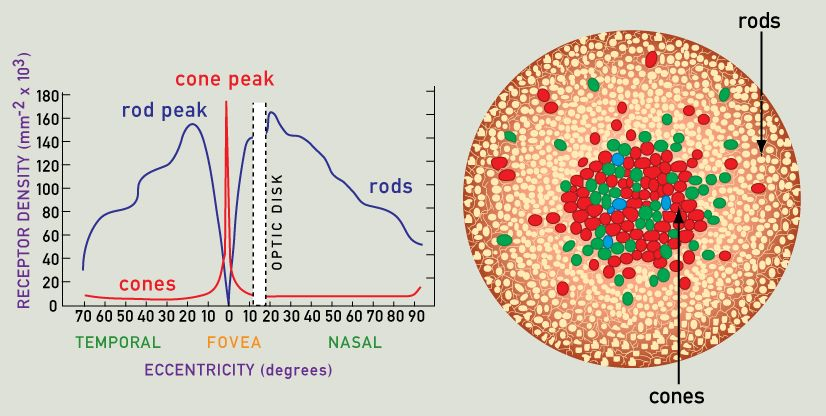 rods
cone peak
rod peak
RECEPTOR DENSITY (mm-2 x 103)
180
160
140
120
100
80
60
40
20
0
rods
OPTIC DISK
cones
70 60 50 40 30 20 10 0 10 20 30 40 50 60 70 80 90
TEMPORAL FOVEA NASAL
ECCENTRICITY (degrees)
cones